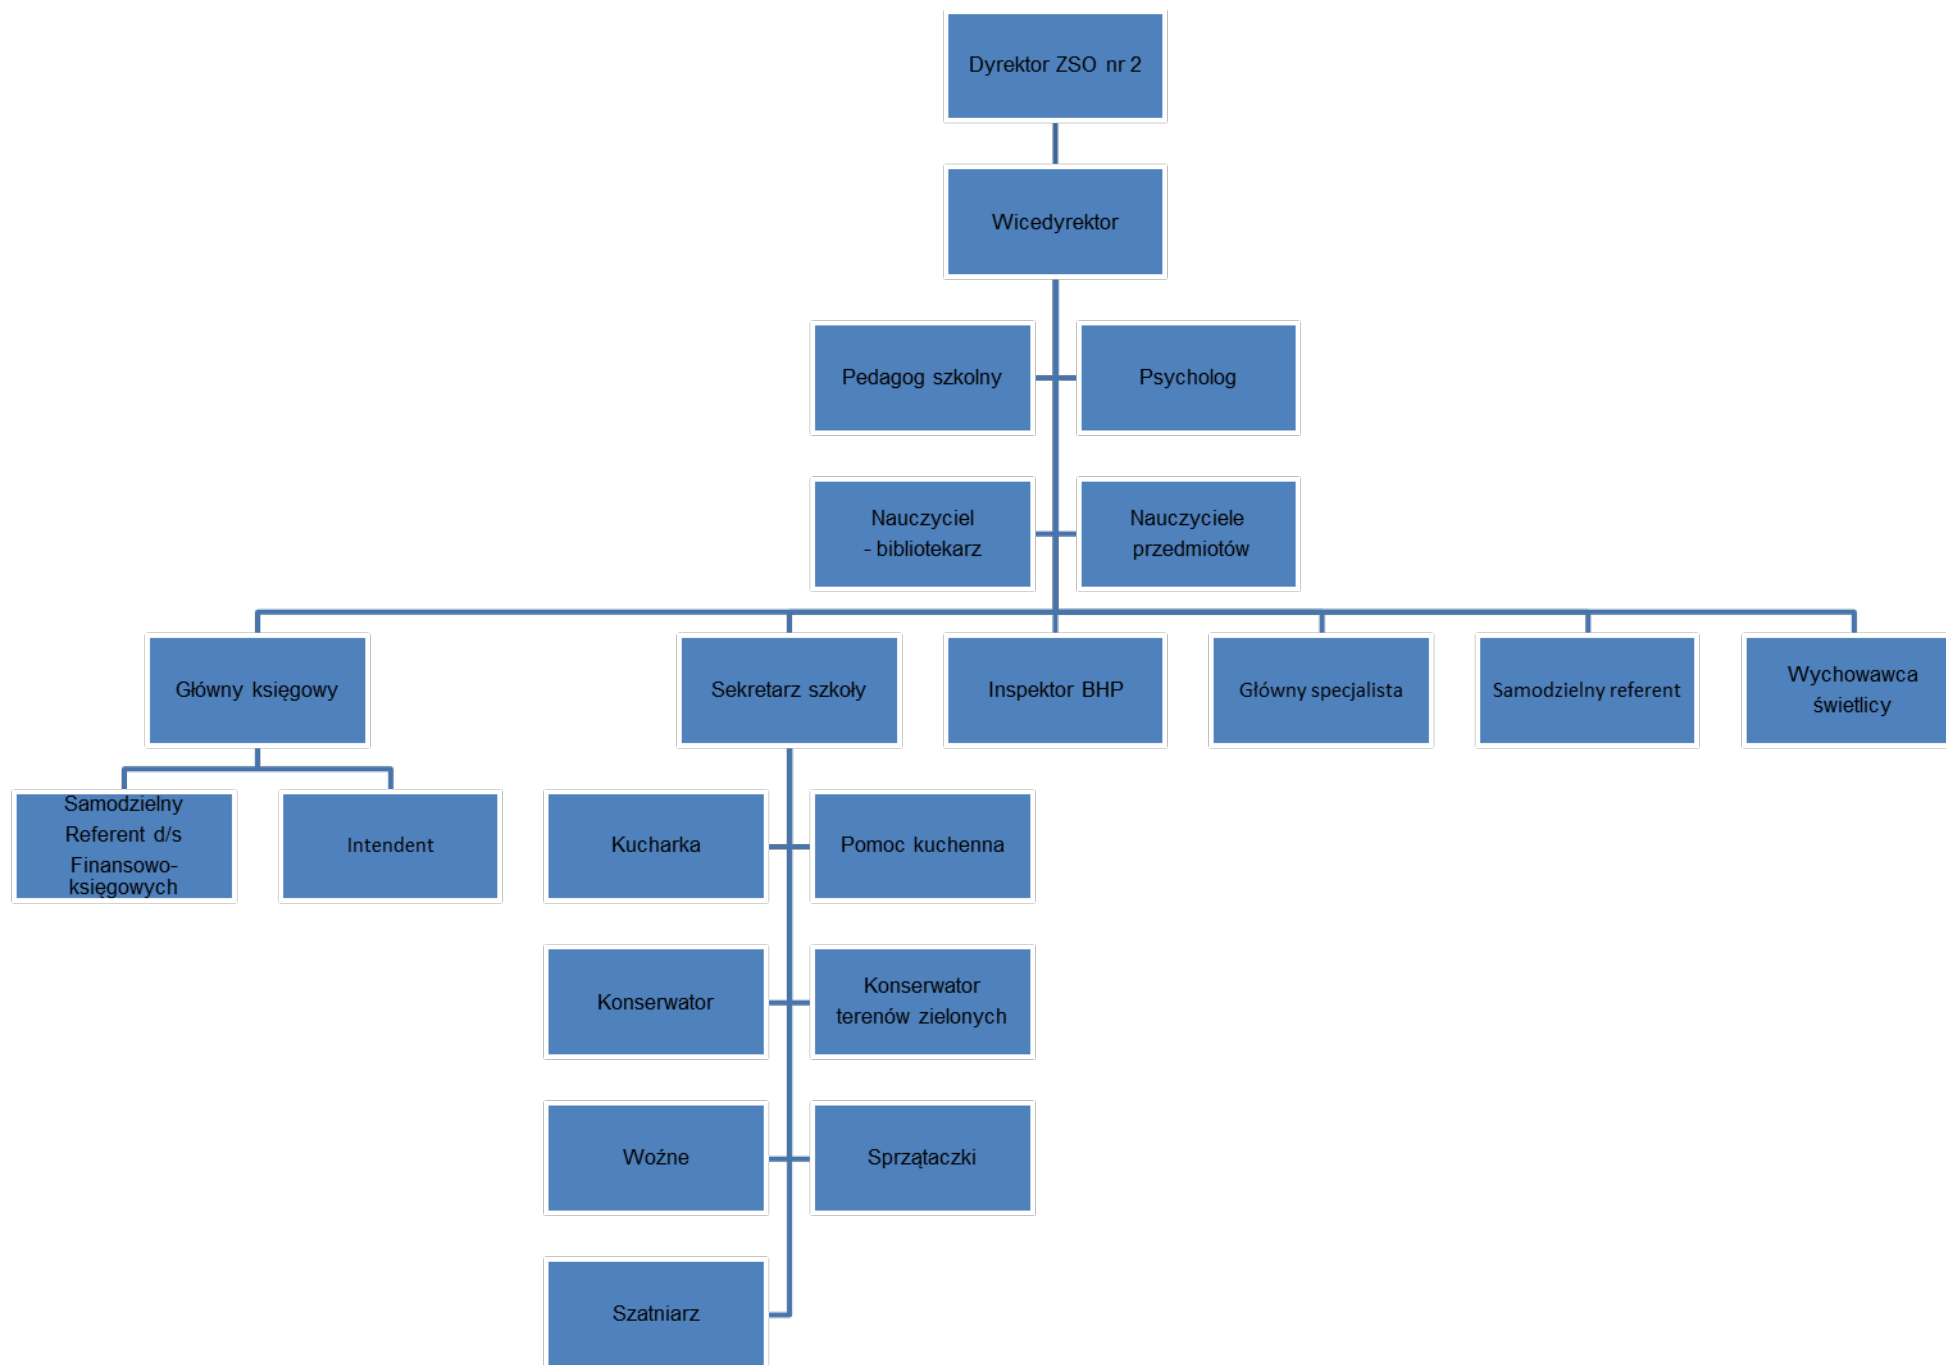 Dyrektor ZSO nr 2
Wicedyrektor
Pedagog szkolny
Psycholog
Nauczyciel
- bibliotekarz
Nauczyciele
przedmiotów
Główny księgowy
Sekretarz szkoły
Inspektor BHP
Główny specjalista
Samodzielny referent
Wychowawca
świetlicy
Samodzielny
Referent d/s
Finansowo-
księgowych
Intendent
Kucharka
Pomoc kuchenna
Konserwator
Konserwator
terenów zielonych
Woźne
Sprzątaczki
Szatniarz